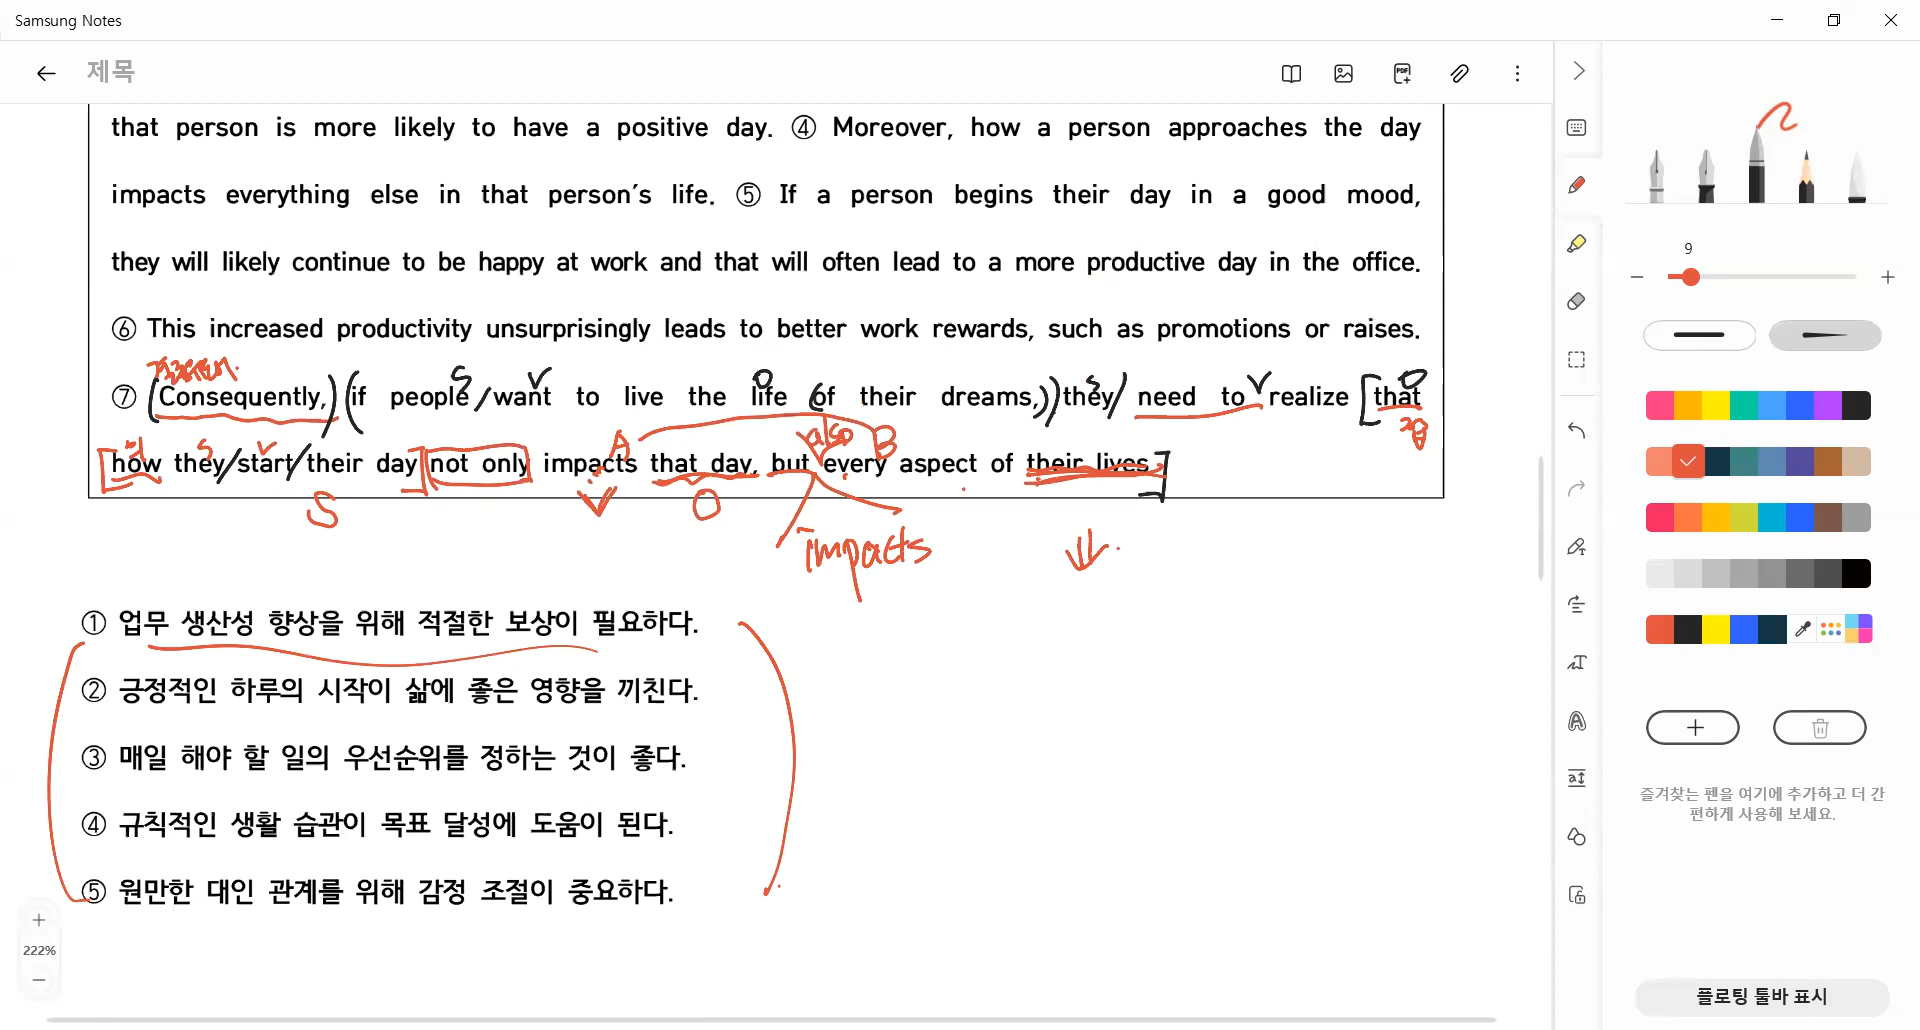 Samsung Notes
제목
that person is more likely to have a positive day. ④ Moreover, how a person approaches the day
impacts everything else in that person's life. ⑤ If a person begins their day in a good mood,
they will likely continue to be happy at work and that will often lead to a more productive day in the office.
⑥ This increased productivity unsurprisingly leads to better work rewards, such as promotions or raises.
S V O S V O
⑦ (Consequently,) (if people / want to live the life (of their dreams,)) they / need to realize [that
S V A also B
[how they / start / their day] not only impacts that day, but every aspect of their lives.]
S V O
impacts
① 업무 생산성 향상을 위해 적절한 보상이 필요하다.
② 긍정적인 하루의 시작이 삶에 좋은 영향을 끼친다.
③ 매일 해야 할 일의 우선순위를 정하는 것이 좋다.
④ 규칙적인 생활 습관이 목표 달성에 도움이 된다.
⑤ 원만한 대인 관계를 위해 감정 조절이 중요하다.
222%
PDF
9
즐겨찾는 펜을 여기에 추가하고 더 간
편하게 사용해 보세요.
플로팅 툴바 표시